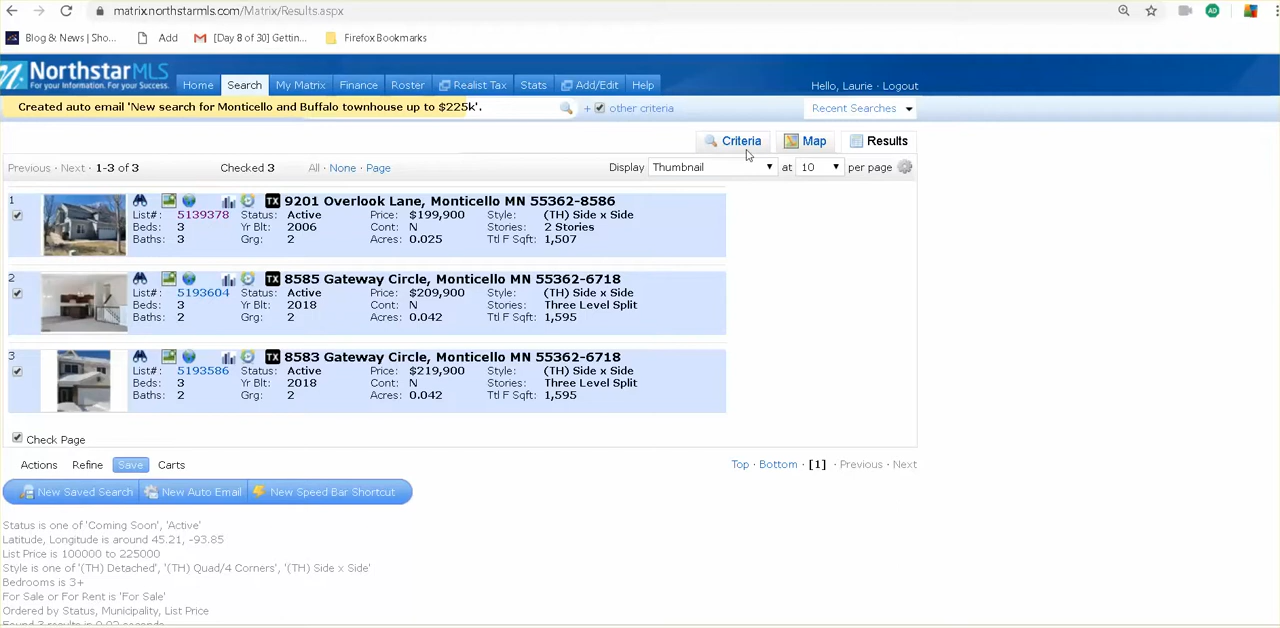 matrix.northstarmls.com/Matrix/Results.aspx
AD
Blog & News | Sho...
Add
[Day 8 of 30] Gettin...
Firefox Bookmarks
NorthstarMLS
For your Information. For your Success.
Home Search My Matrix Finance Roster Realist Tax Stats Add/Edit Help
Hello, Laurie · Logout
Created auto email 'New search for Monticello and Buffalo townhouse up to $225k'.
+ other criteria
Recent Searches
Criteria Map Results
Previous · Next · 1-3 of 3 Checked 3 All · None · Page
Display Thumbnail at 10 per page
1 TX 9201 Overlook Lane, Monticello MN 55362-8586
List#: 5139378 Status: Active Price: $199,900 Style: (TH) Side x Side
Beds: 3 Yr Blt: 2006 Cont: N Stories: 2 Stories
Baths: 3 Grg: 2 Acres: 0.025 Ttl F Sqft: 1,507
2 TX 8585 Gateway Circle, Monticello MN 55362-6718
List#: 5193604 Status: Active Price: $209,900 Style: (TH) Side x Side
Beds: 3 Yr Blt: 2018 Cont: N Stories: Three Level Split
Baths: 2 Grg: 2 Acres: 0.042 Ttl F Sqft: 1,595
3 TX 8583 Gateway Circle, Monticello MN 55362-6718
List#: 5193586 Status: Active Price: $219,900 Style: (TH) Side x Side
Beds: 3 Yr Blt: 2018 Cont: N Stories: Three Level Split
Baths: 2 Grg: 2 Acres: 0.042 Ttl F Sqft: 1,595
Check Page
Actions Refine Save Carts
Top · Bottom · [1] · Previous · Next
New Saved Search New Auto Email New Speed Bar Shortcut
Status is one of 'Coming Soon', 'Active'
Latitude, Longitude is around 45.21, -93.85
List Price is 100000 to 225000
Style is one of '(TH) Detached', '(TH) Quad/4 Corners', '(TH) Side x Side'
Bedrooms is 3+
For Sale or For Rent is 'For Sale'
Ordered by Status, Municipality, List Price
Found 3 results in 0.02 seconds